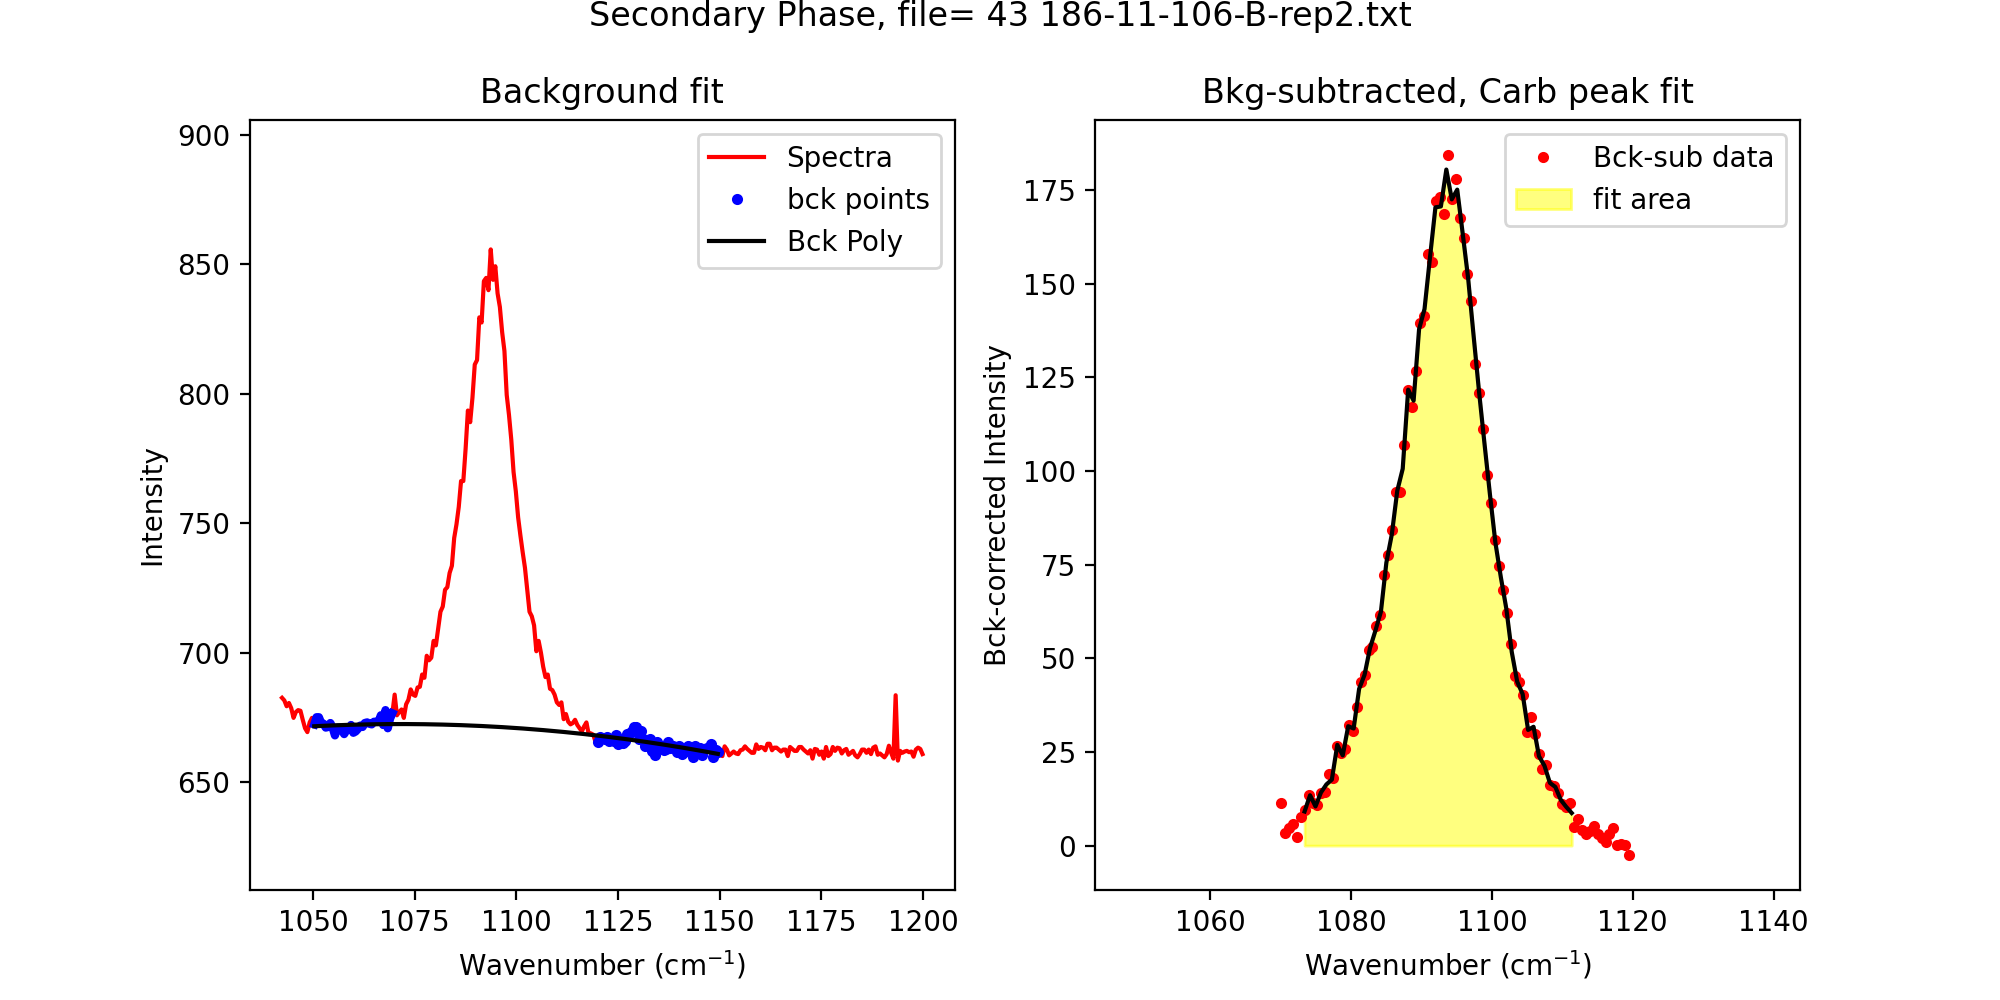 Secondary Phase, file= 43 186-11-106-B-rep2.txt
Background fit
900
850
800
750
700
650
Intensity
Spectra
bck points
Bck Poly
1050 1075 1100 1125 1150 1175 1200
Wavenumber (cm⁻¹)
Bkg-subtracted, Carb peak fit
175
150
125
100
75
50
25
0
Bck-corrected Intensity
Bck-sub data
fit area
1060 1080 1100 1120 1140
Wavenumber (cm⁻¹)